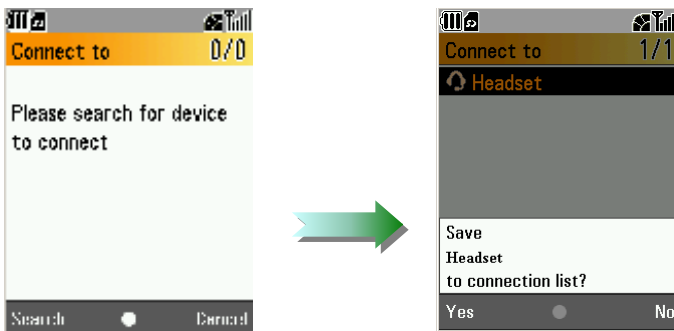 Connect to 0/0
Please search for device
to connect
Search Cancel
Connect to 1/1
Headset
Save
Headset
to connection list?
Yes No